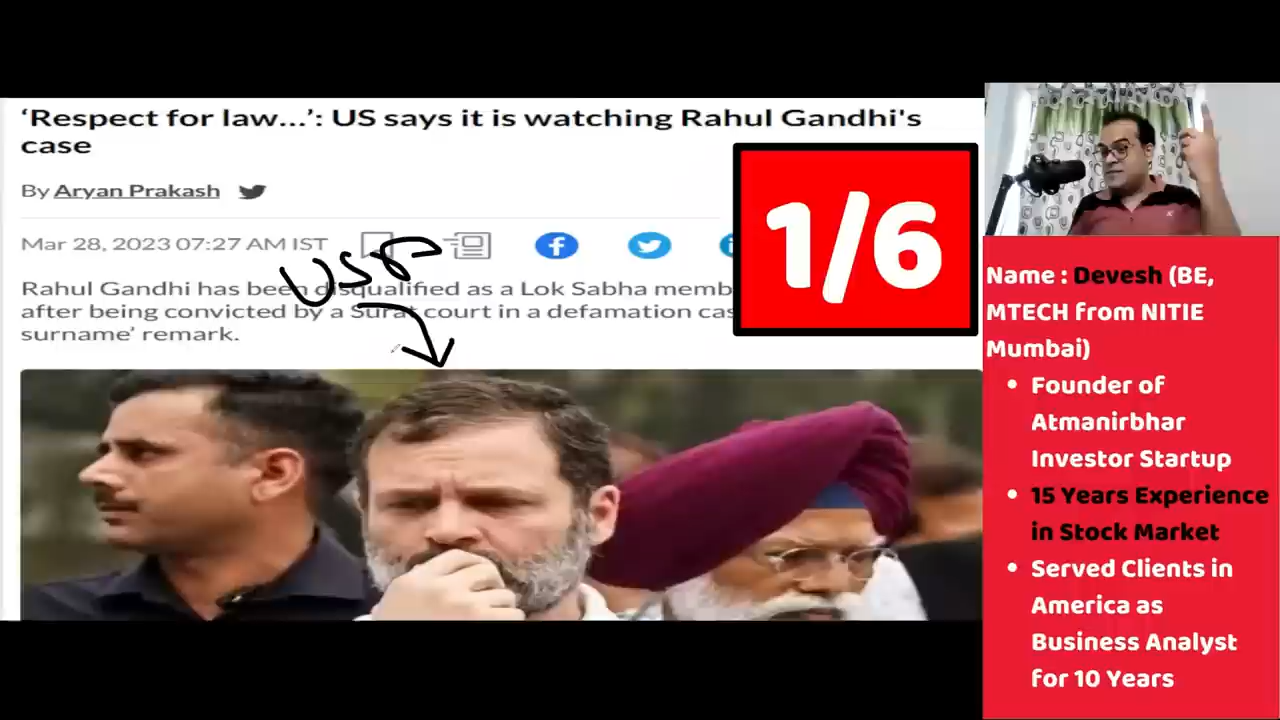 ‘Respect for law...’: US says it is watching Rahul Gandhi's
case
By Aryan Prakash
Mar 28, 2023 07:27 AM IST
Rahul Gandhi has been disqualified as a Lok Sabha memb
after being convicted by a Surat court in a defamation cas
surname’ remark.
1/6
Name : Devesh (BE,
MTECH from NITIE
Mumbai)
• Founder of
Atmanirbhar
Investor Startup
• 15 Years Experience
in Stock Market
• Served Clients in
America as
Business Analyst
for 10 Years